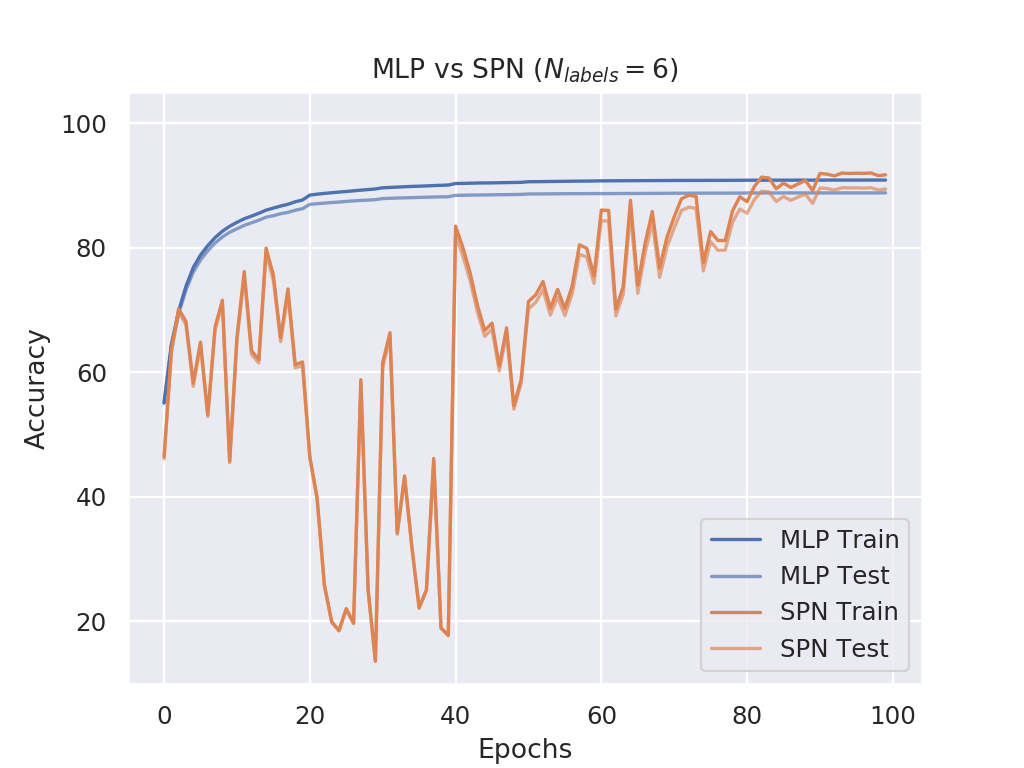 MLP vs SPN (N_labels = 6)
100
80
60
40
20
Accuracy
0 20 40 60 80 100
Epochs
MLP Train
MLP Test
SPN Train
SPN Test